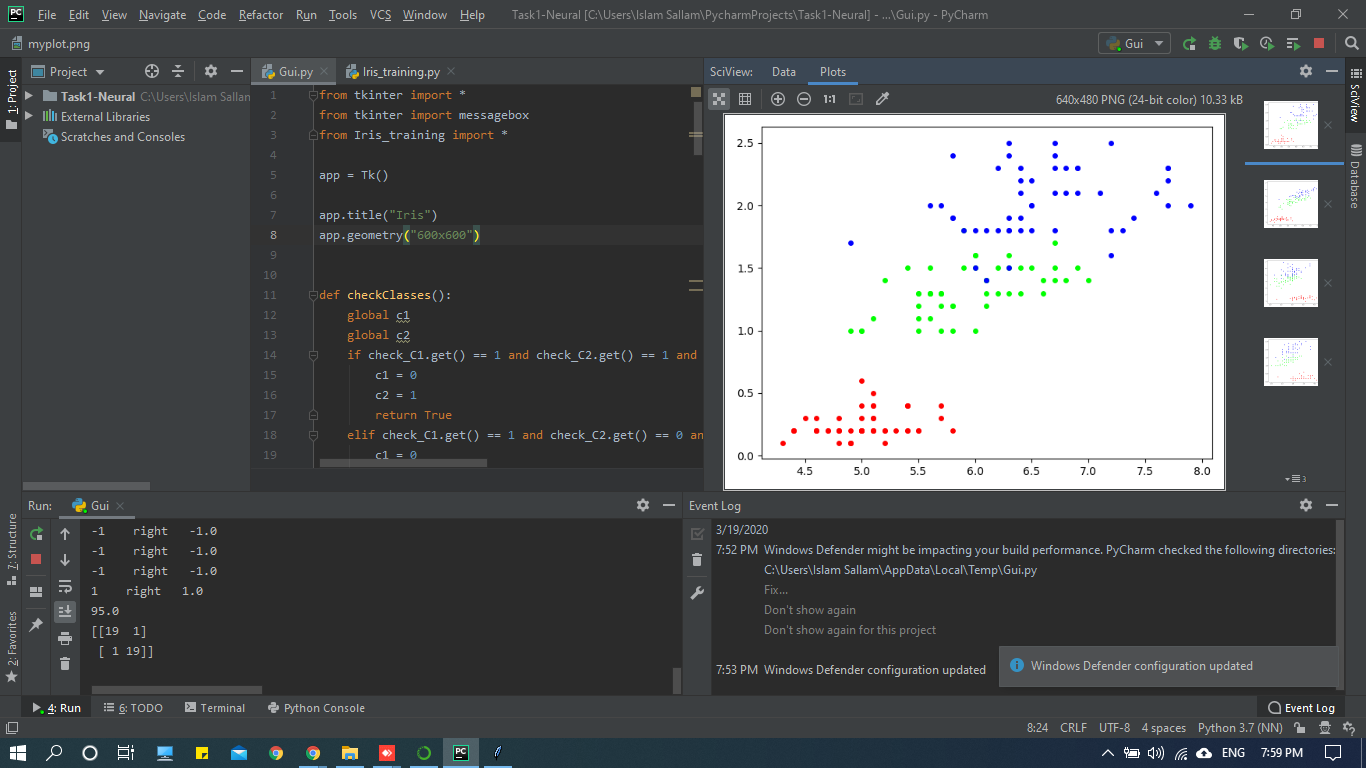 File Edit View Navigate Code Refactor Run Tools VCS Window Help Task1-Neural [C:\Users\Islam Sallam\PycharmProjects\Task1-Neural] - ...\Gui.py - PyCharm
myplot.png
Gui
1: Project
Project
Gui.py
Iris_training.py
SciView: Data Plots
SciView
Database
Task1-Neural C:\Users\Islam Sallam
External Libraries
Scratches and Consoles
1 from tkinter import *
2 from tkinter import messagebox
3 from Iris_training import *
4
5 app = Tk()
6
7 app.title("Iris")
8 app.geometry("600x600")
9
10
11 def checkClasses():
12 global c1
13 global c2
14 if check_C1.get() == 1 and check_C2.get() == 1 and
15 c1 = 0
16 c2 = 1
17 return True
18 elif check_C1.get() == 1 and check_C2.get() == 0 an
19 c1 = 0
1:1
640x480 PNG (24-bit color) 10.33 kB
2.5
2.0
1.5
1.0
0.5
0.0
4.5 5.0 5.5 6.0 6.5 7.0 7.5 8.0
3
Run: Gui
7: Structure
2: Favorites
-1 right -1.0
-1 right -1.0
-1 right -1.0
1 right 1.0
95.0
[[19 1]
[ 1 19]]
Event Log
3/19/2020
7:52 PM Windows Defender might be impacting your build performance. PyCharm checked the following directories:
C:\Users\Islam Sallam\AppData\Local\Temp\Gui.py
Fix...
Don't show again
Don't show again for this project
7:53 PM Windows Defender configuration updated
Windows Defender configuration updated
4: Run 6: TODO Terminal Python Console Event Log
8:24 CRLF UTF-8 4 spaces Python 3.7 (NN)
PC
ENG 7:59 PM